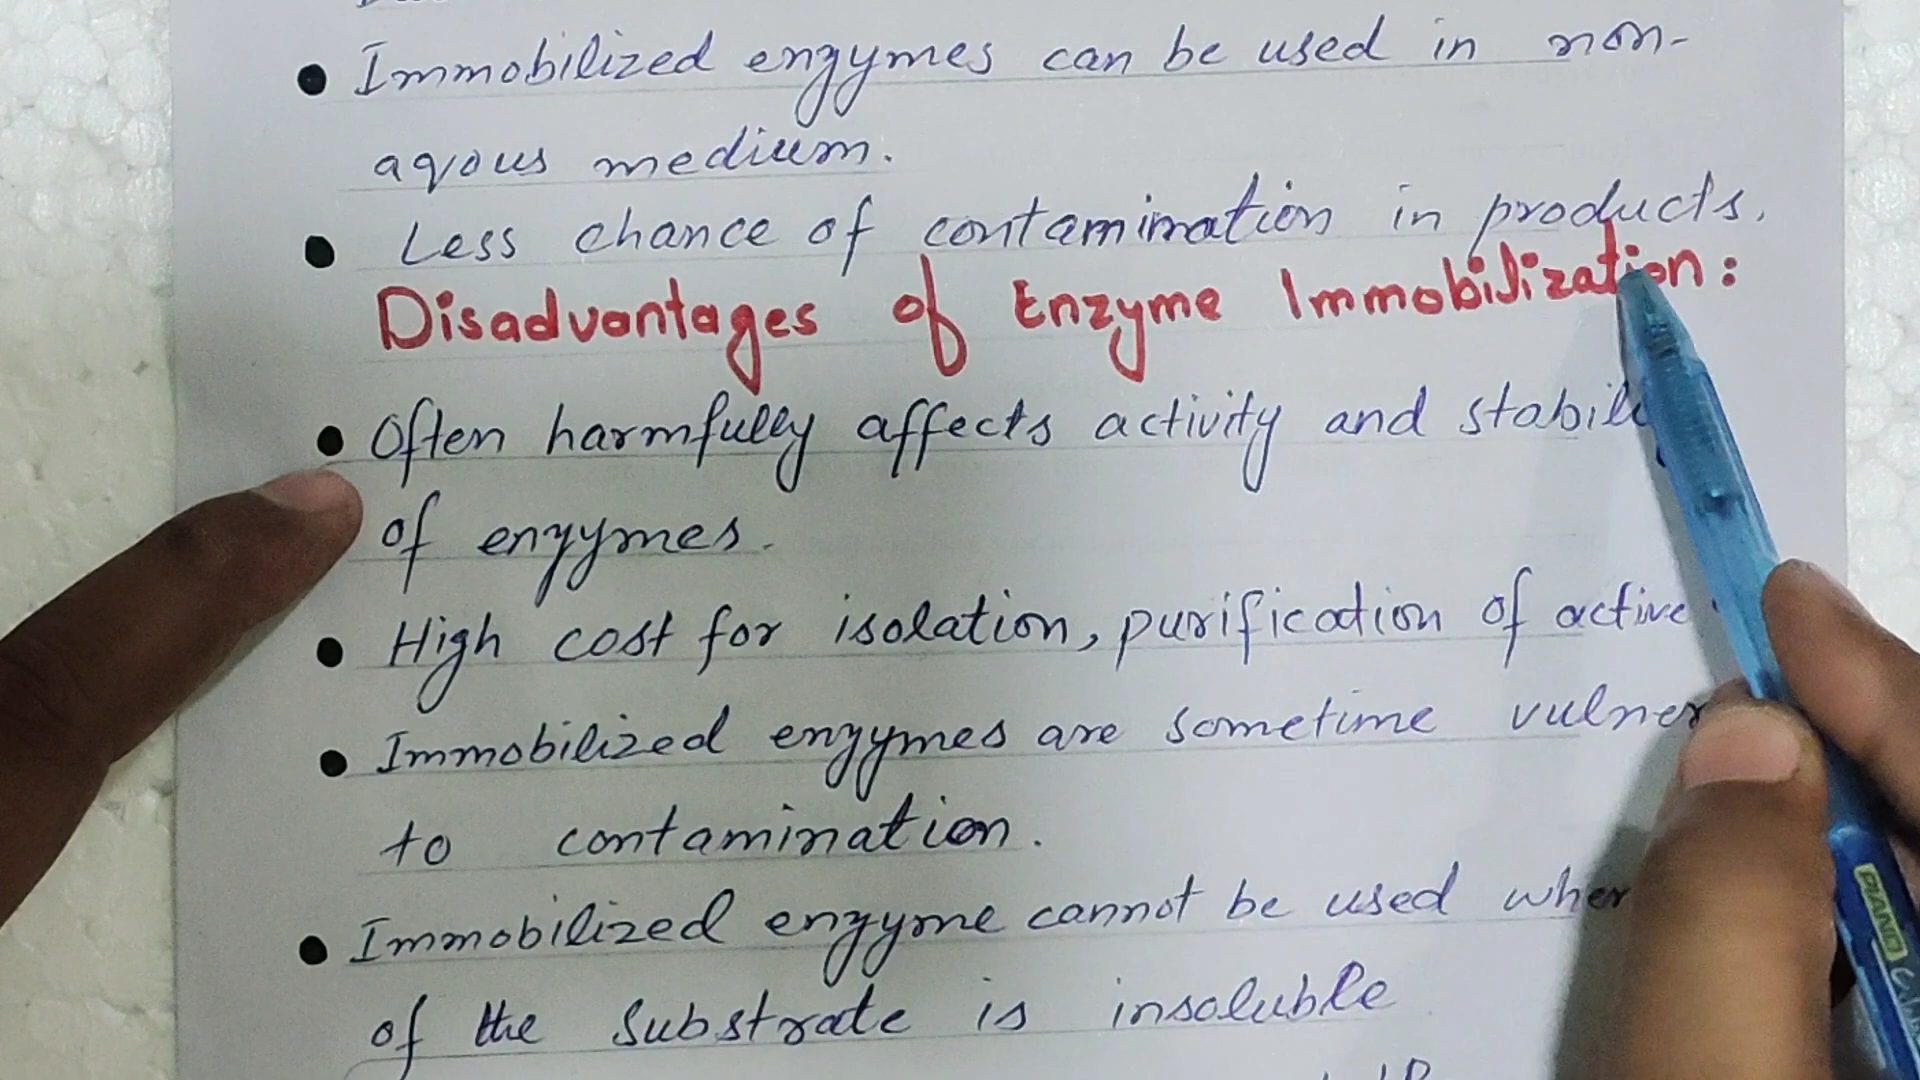 • Immobilized enzymes can be used in non-
aqous medium.
• Less chance of contamination in products.
Disadvantages of Enzyme Immobilization:
• Often harmfully affects activity and
of enzymes.
• High cost for isolation, purification of active
• Immobilized enzymes are sometime
to contamination.
• Immobilized enzyme cannot be used
of the substrate is insoluble
PIANO